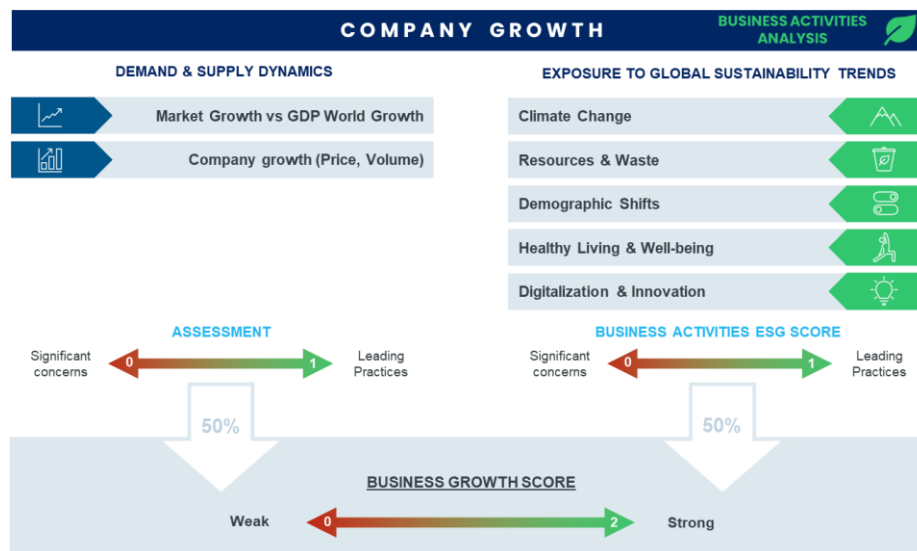 COMPANY GROWTH
BUSINESS ACTIVITIES
ANALYSIS
DEMAND & SUPPLY DYNAMICS
Market Growth vs GDP World Growth
Company growth (Price, Volume)
EXPOSURE TO GLOBAL SUSTAINABILITY TRENDS
Climate Change
Resources & Waste
Demographic Shifts
Healthy Living & Well-being
Digitalization & Innovation
ASSESSMENT
Significant
concerns
0
1
Leading
Practices
BUSINESS ACTIVITIES ESG SCORE
Significant
concerns
0
1
Leading
Practices
50%
50%
BUSINESS GROWTH SCORE
Weak
0
2
Strong